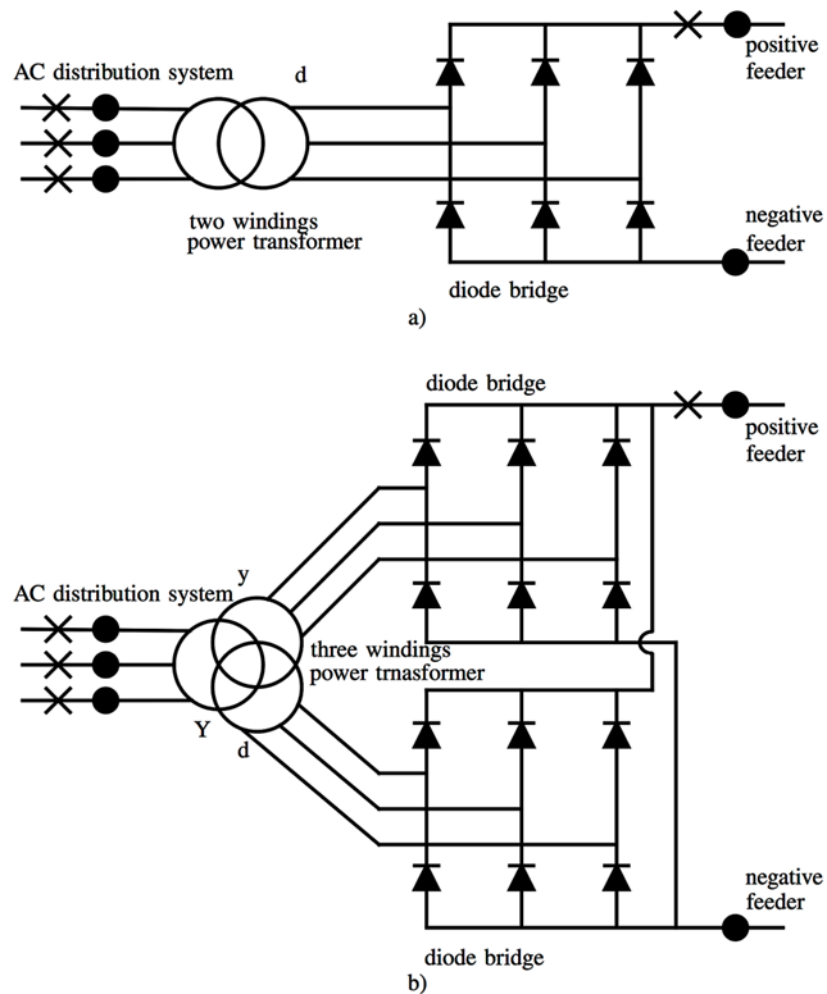 AC distribution system
d
positive
feeder
two windings
power transformer
negative
feeder
diode bridge
a)
diode bridge
positive
feeder
AC distribution system
y
three windings
power trnasformer
Y
d
negative
feeder
diode bridge
b)